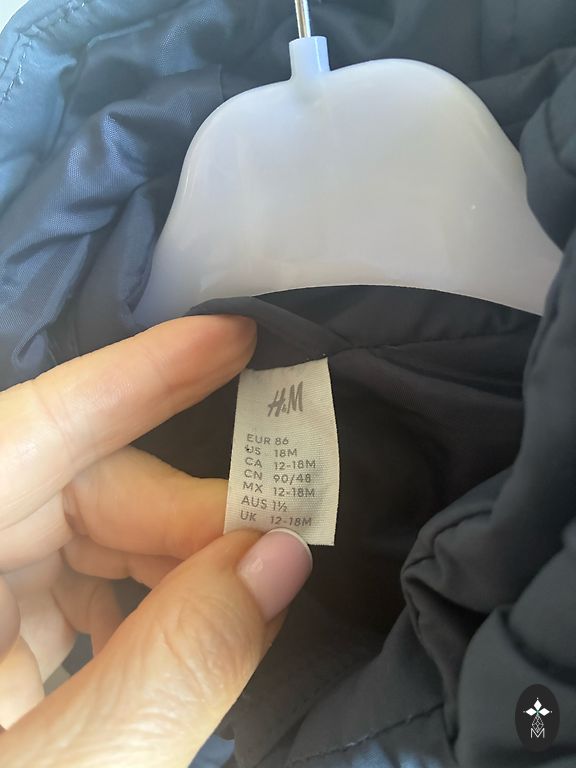 H&M
EUR 86
US 18M
CA 12-18M
CN 90/48
MX 12-18M
AUS 1½
UK 12-18M
M